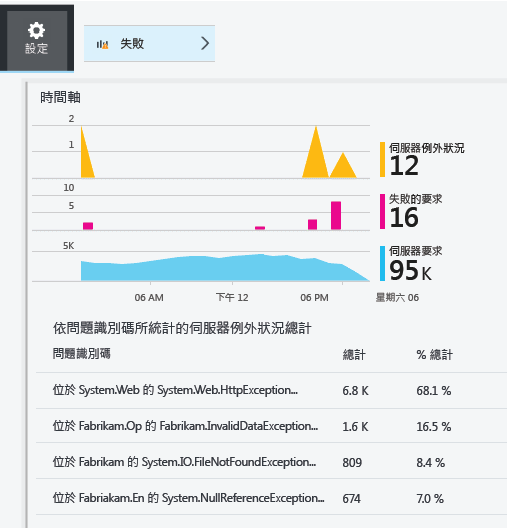 設定
失敗
時間軸
2
1
伺服器例外狀況
12
10
5
失敗的要求
16
5K
伺服器要求
95 K
06 AM 下午 12 06 PM 星期六 06
依問題識別碼所統計的伺服器例外狀況總計
問題識別碼 總計 % 總計
位於 System.Web 的 System.Web.HttpException... 6.8 K 68.1 %
位於 Fabrikam.Op 的 Fabrikam.InvalidDataException... 1.6 K 16.5 %
位於 Fabrikam 的 System.IO.FileNotFoundException... 809 8.4 %
位於 Fabriakam.En 的 System.NullReferenceException... 674 7.0 %